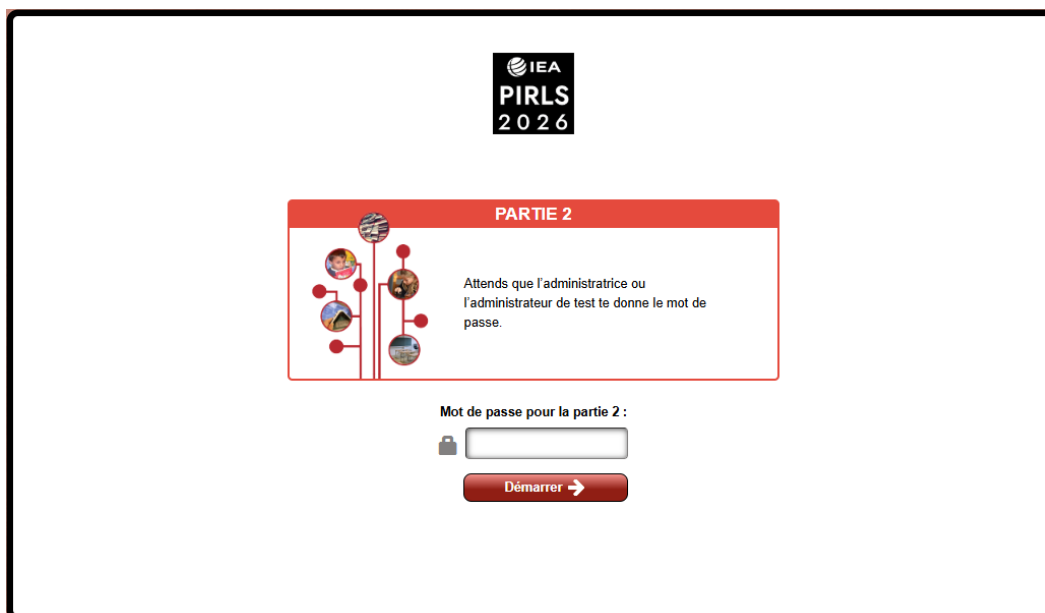 IEA
PIRLS
2026
PARTIE 2
Attends que l’administratrice ou
l’administrateur de test te donne le mot de
passe.
Mot de passe pour la partie 2 :
Démarrer